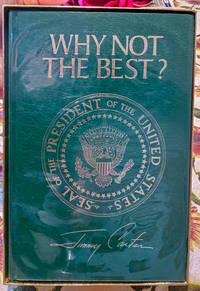 WHY NOT
THE BEST?
SEAL OF THE PRESIDENT OF THE UNITED STATES
Jimmy Carter